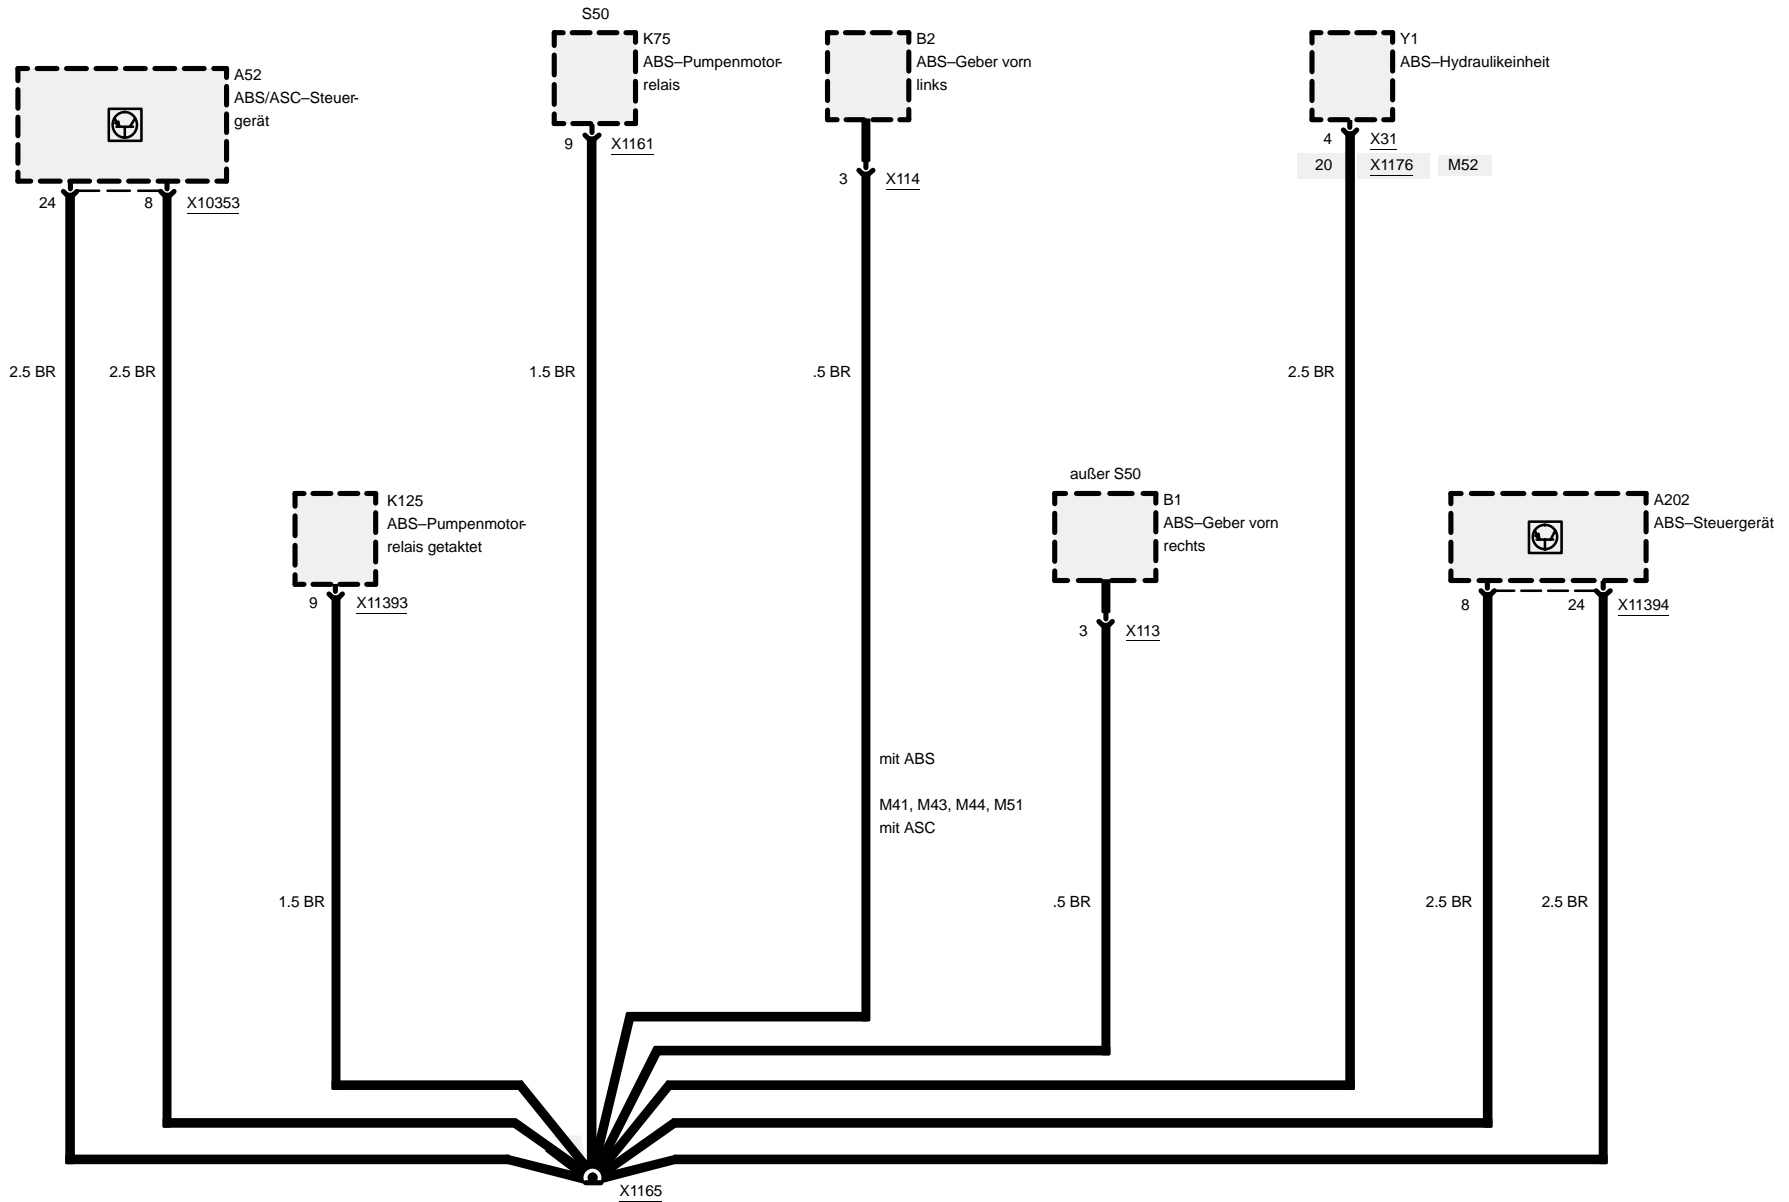 S50
K75
ABS–Pumpenmotor-
relais
B2
ABS–Geber vorn
links
Y1
ABS–Hydraulikeinheit
A52
ABS/ASC–Steuer-
gerät
9 X1161
4 X31
20 X1176 M52
3 X114
24 8 X10353
2.5 BR 2.5 BR 1.5 BR .5 BR 2.5 BR
außer S50
K125
ABS–Pumpenmotor-
relais getaktet
B1
ABS–Geber vorn
rechts
A202
ABS–Steuergerät
9 X11393
8 24 X11394
3 X113
mit ABS
M41, M43, M44, M51
mit ASC
1.5 BR .5 BR 2.5 BR 2.5 BR
X1165